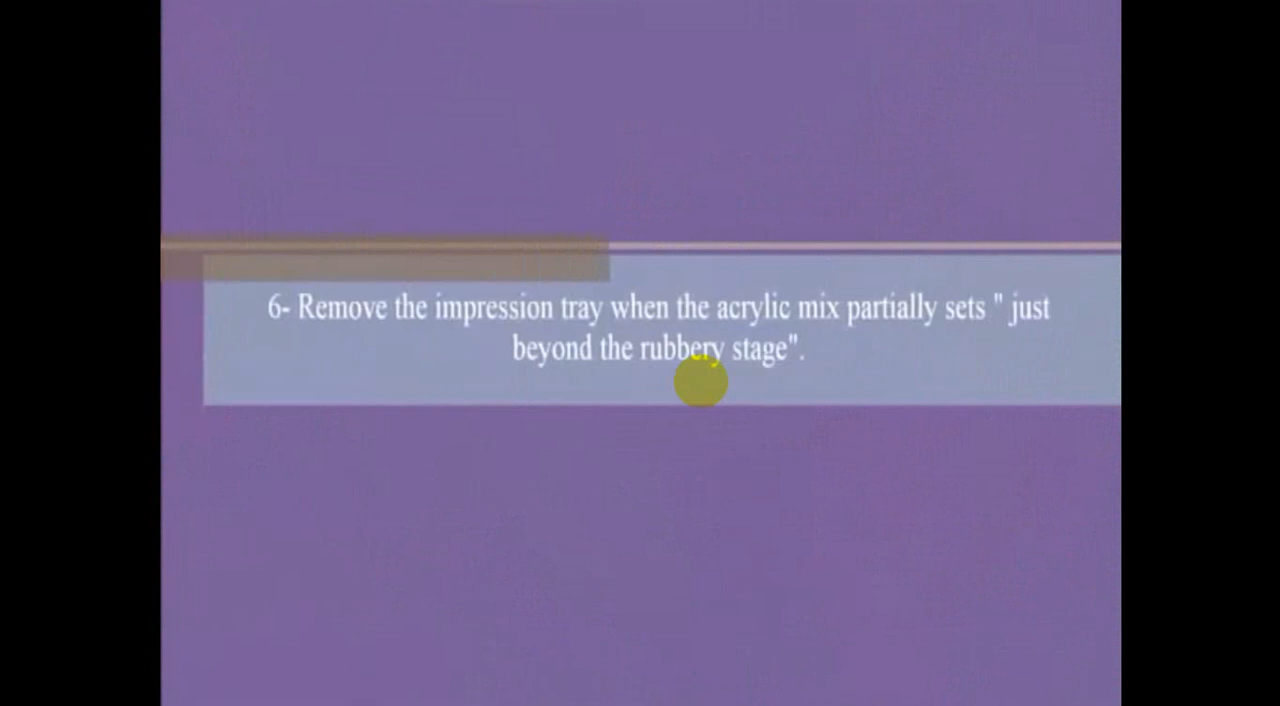 6- Remove the impression tray when the acrylic mix partially sets " just
beyond the rubbery stage".